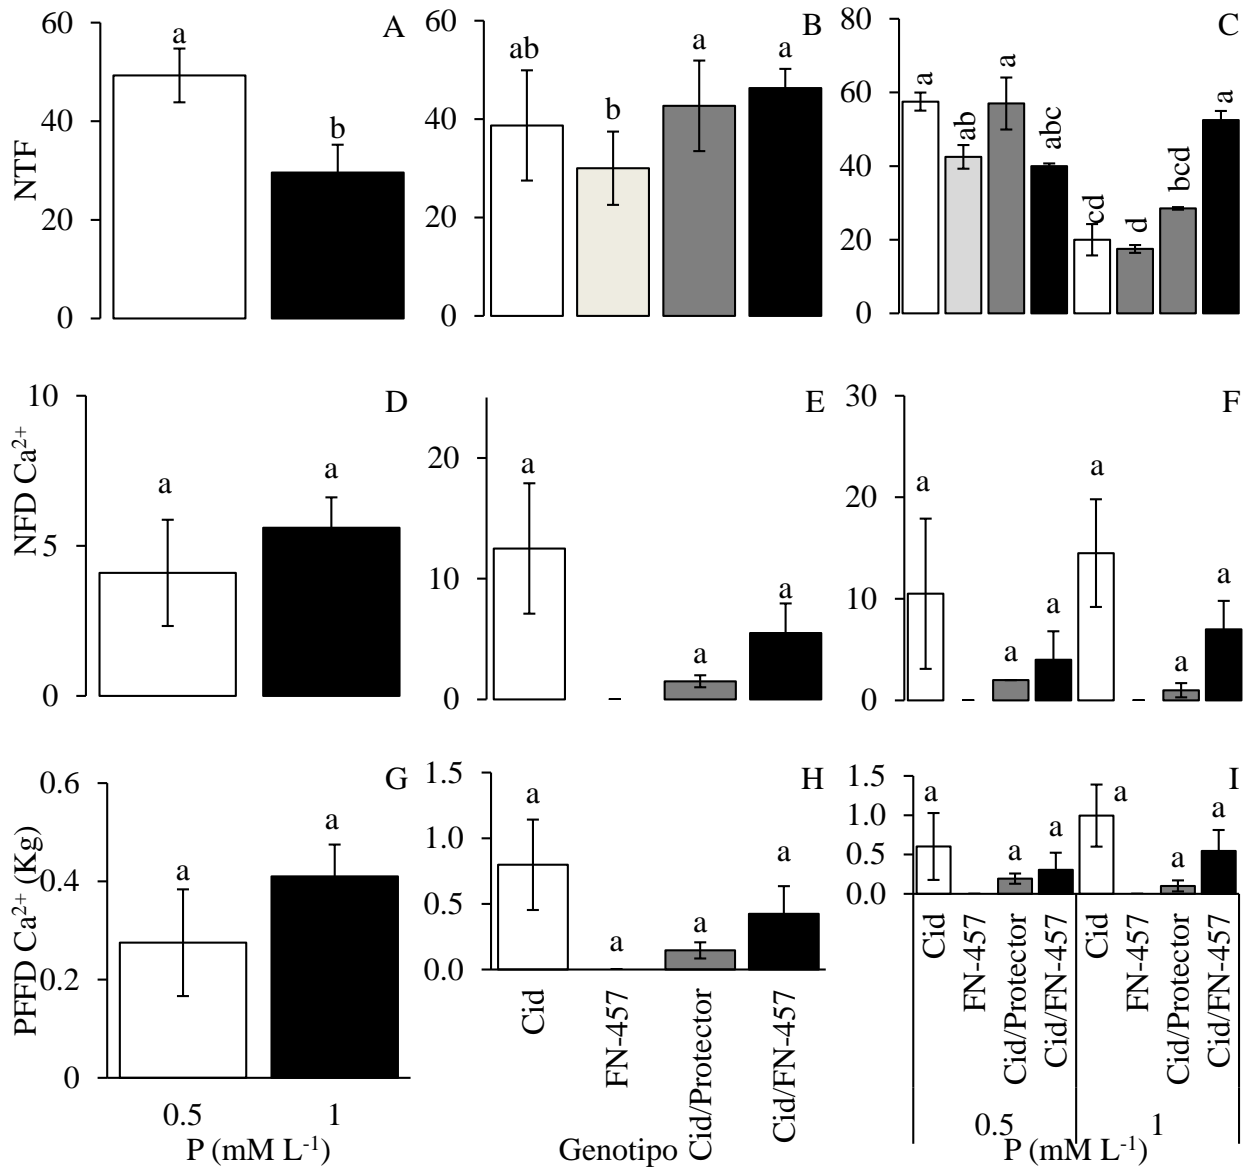 A
NTF
60
40
20
0
a
b
B
60
40
20
0
ab
b
a
a
C
80
60
40
20
0
a
ab
a
abc
cd
d
bcd
a
D
NFD Ca²⁺
10
5
0
a
a
E
20
10
0
a
a
a
F
30
20
10
0
a
a
a
a
a
a
G
PFFD Ca²⁺ (Kg)
0.6
0.4
0.2
0
a
a
0.5
1
P (mM L⁻¹)
H
1.5
1.0
0.5
0.0
a
a
a
a
Cid
FN-457
Cid/Protector
Cid/FN-457
Genotipo
I
1.5
1.0
0.5
0.0
a
a
a
a
a
a
Cid
FN-457
Cid/Protector
Cid/FN-457
Cid
FN-457
Cid/Protector
Cid/FN-457
0.5
1
P (mM L⁻¹)